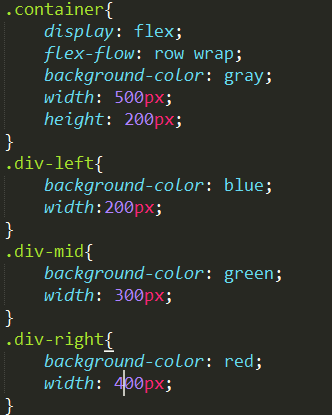 .container{
display: flex;
flex-flow: row wrap;
background-color: gray;
width: 500px;
height: 200px;
}
.div-left{
background-color: blue;
width:200px;
}
.div-mid{
background-color: green;
width: 300px;
}
.div-right{
background-color: red;
width: 400px;
}